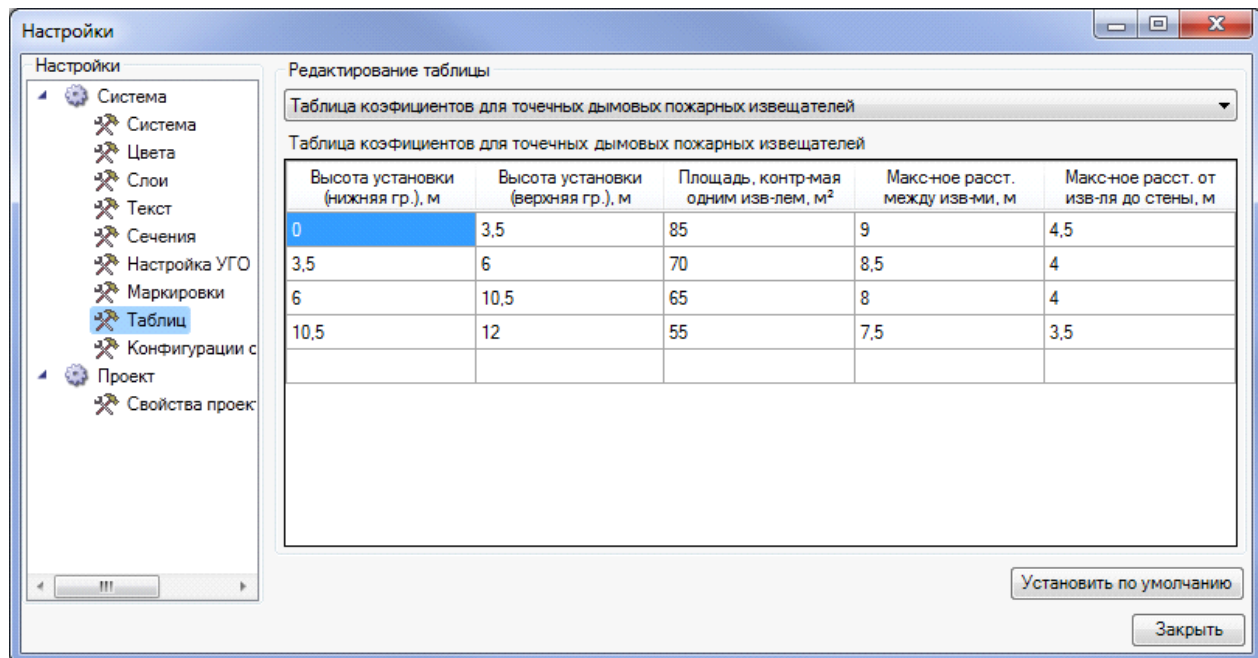 Настройки
Настройки
Система
Система
Цвета
Слои
Текст
Сечения
Настройка УГО
Маркировки
Таблиц
Конфигурации с
Проект
Свойства проек
Редактирование таблицы
Таблица коэфициентов для точечных дымовых пожарных извещателей
Таблица коэфициентов для точечных дымовых пожарных извещателей
Высота установки (нижняя гр.), м Высота установки (верхняя гр.), м Площадь, контр-мая одним изв-лем, м² Макс-ное расст. между изв-ми, м Макс-ное расст. от изв-ля до стены, м
0 3,5 85 9 4,5
3,5 6 70 8,5 4
6 10,5 65 8 4
10,5 12 55 7,5 3,5
Установить по умолчанию
Закрыть